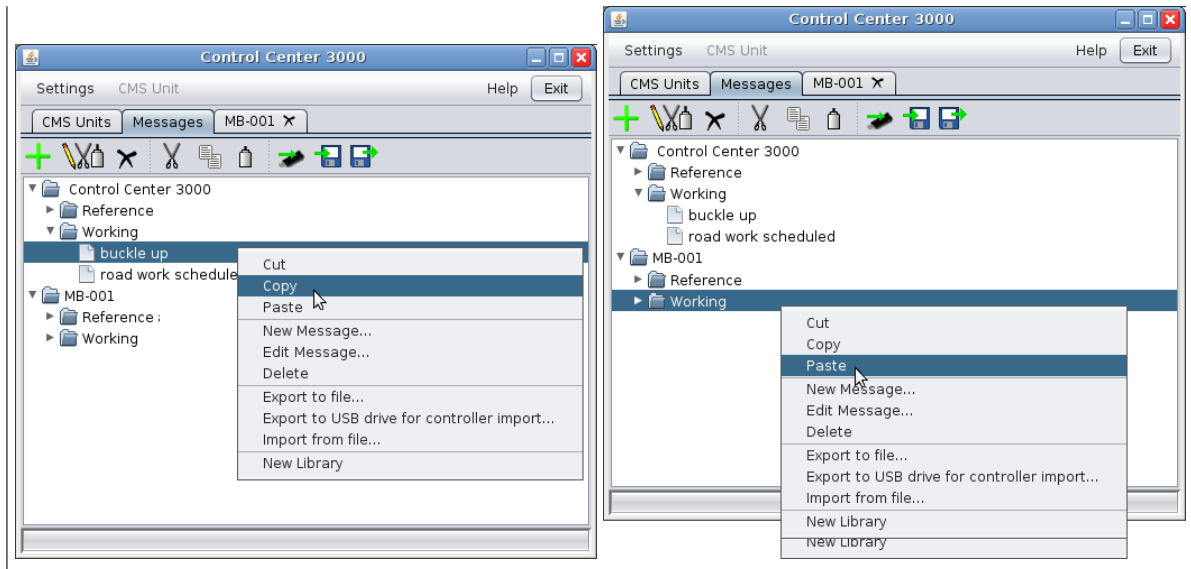 Control Center 3000
Settings CMS Unit Help Exit
CMS Units Messages MB-001
Control Center 3000
Reference
Working
buckle up
road work schedule
MB-001
Reference
Working
Cut
Copy
Paste
New Message...
Edit Message...
Delete
Export to file...
Export to USB drive for controller import...
Import from file...
New Library
Control Center 3000
Settings CMS Unit Help Exit
CMS Units Messages MB-001
Control Center 3000
Reference
Working
buckle up
road work scheduled
MB-001
Reference
Working
Cut
Copy
Paste
New Message...
Edit Message...
Delete
Export to file...
Export to USB drive for controller import...
Import from file...
New Library
New Library